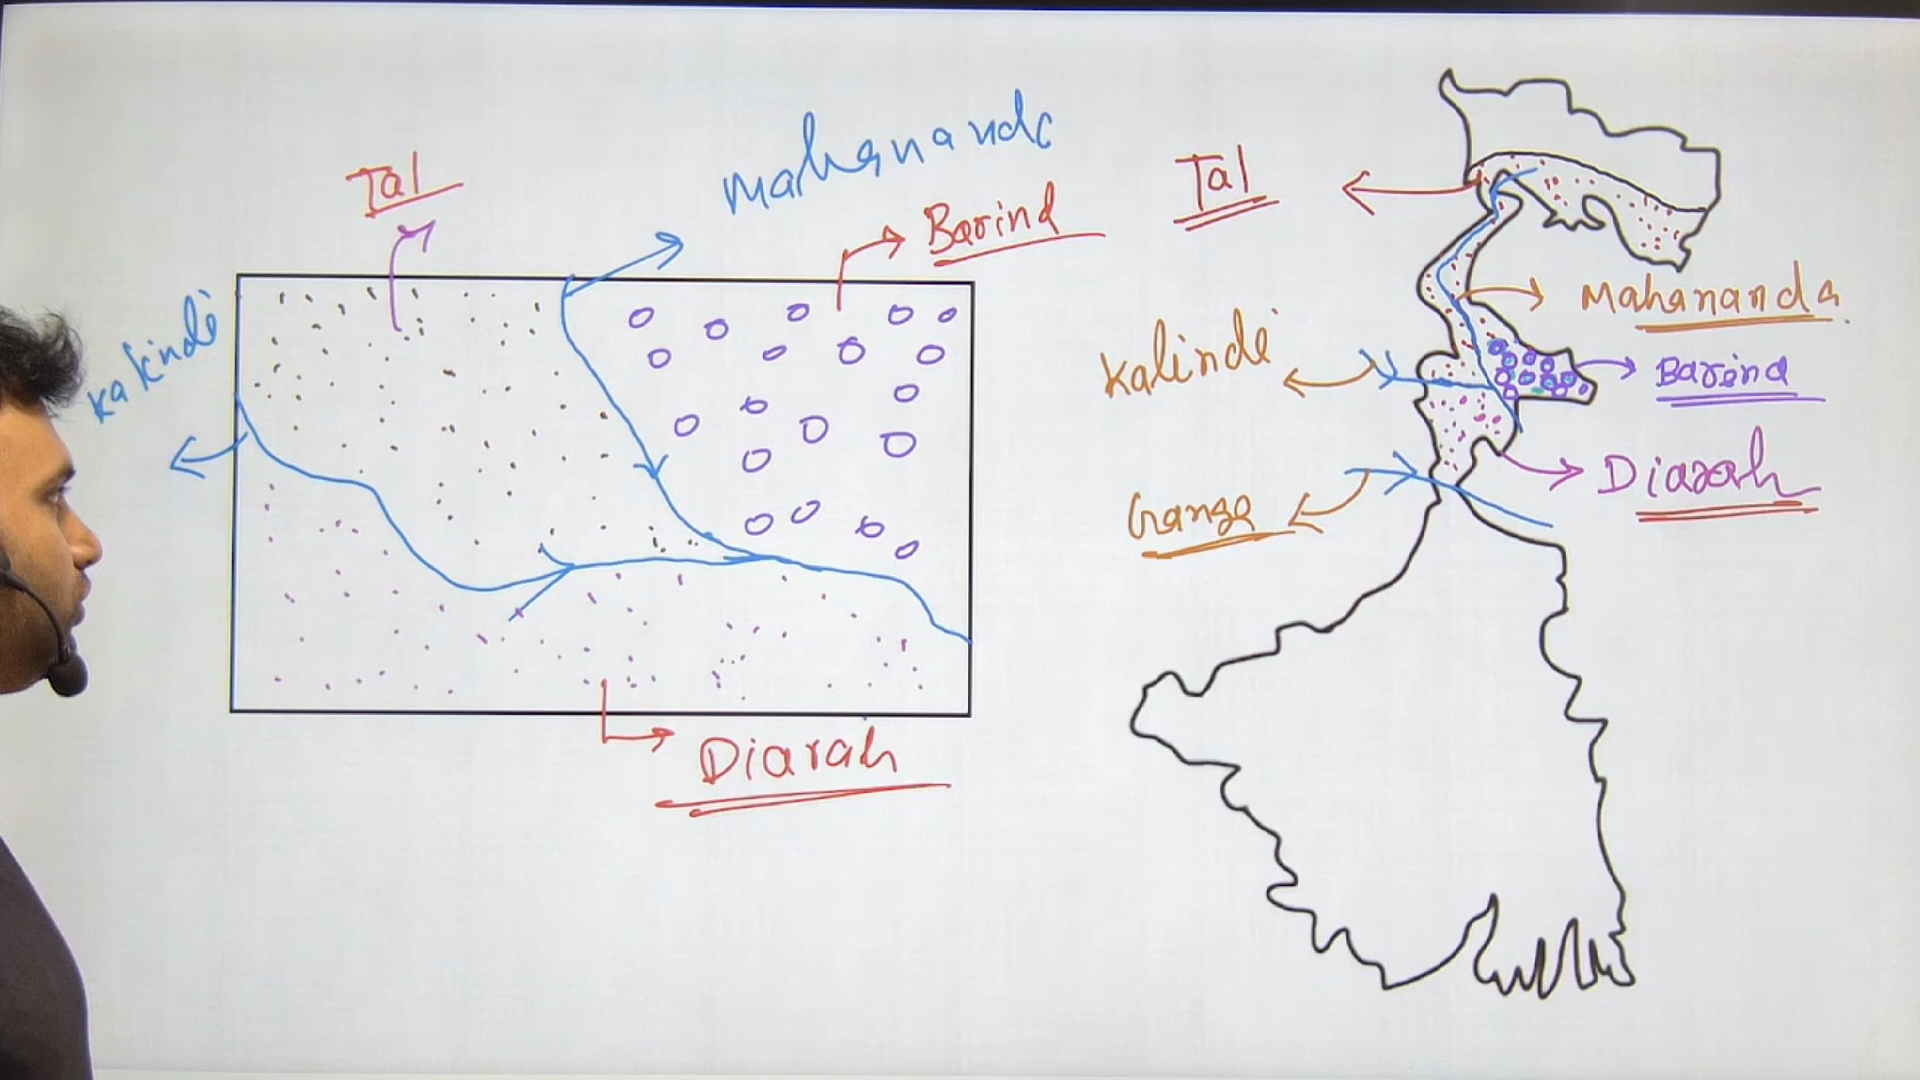 Tal
Mahananda
Barind
Kalindi
Diarah
Tal
Mahananda
Kalindi
Barind
Diarah
Ganga